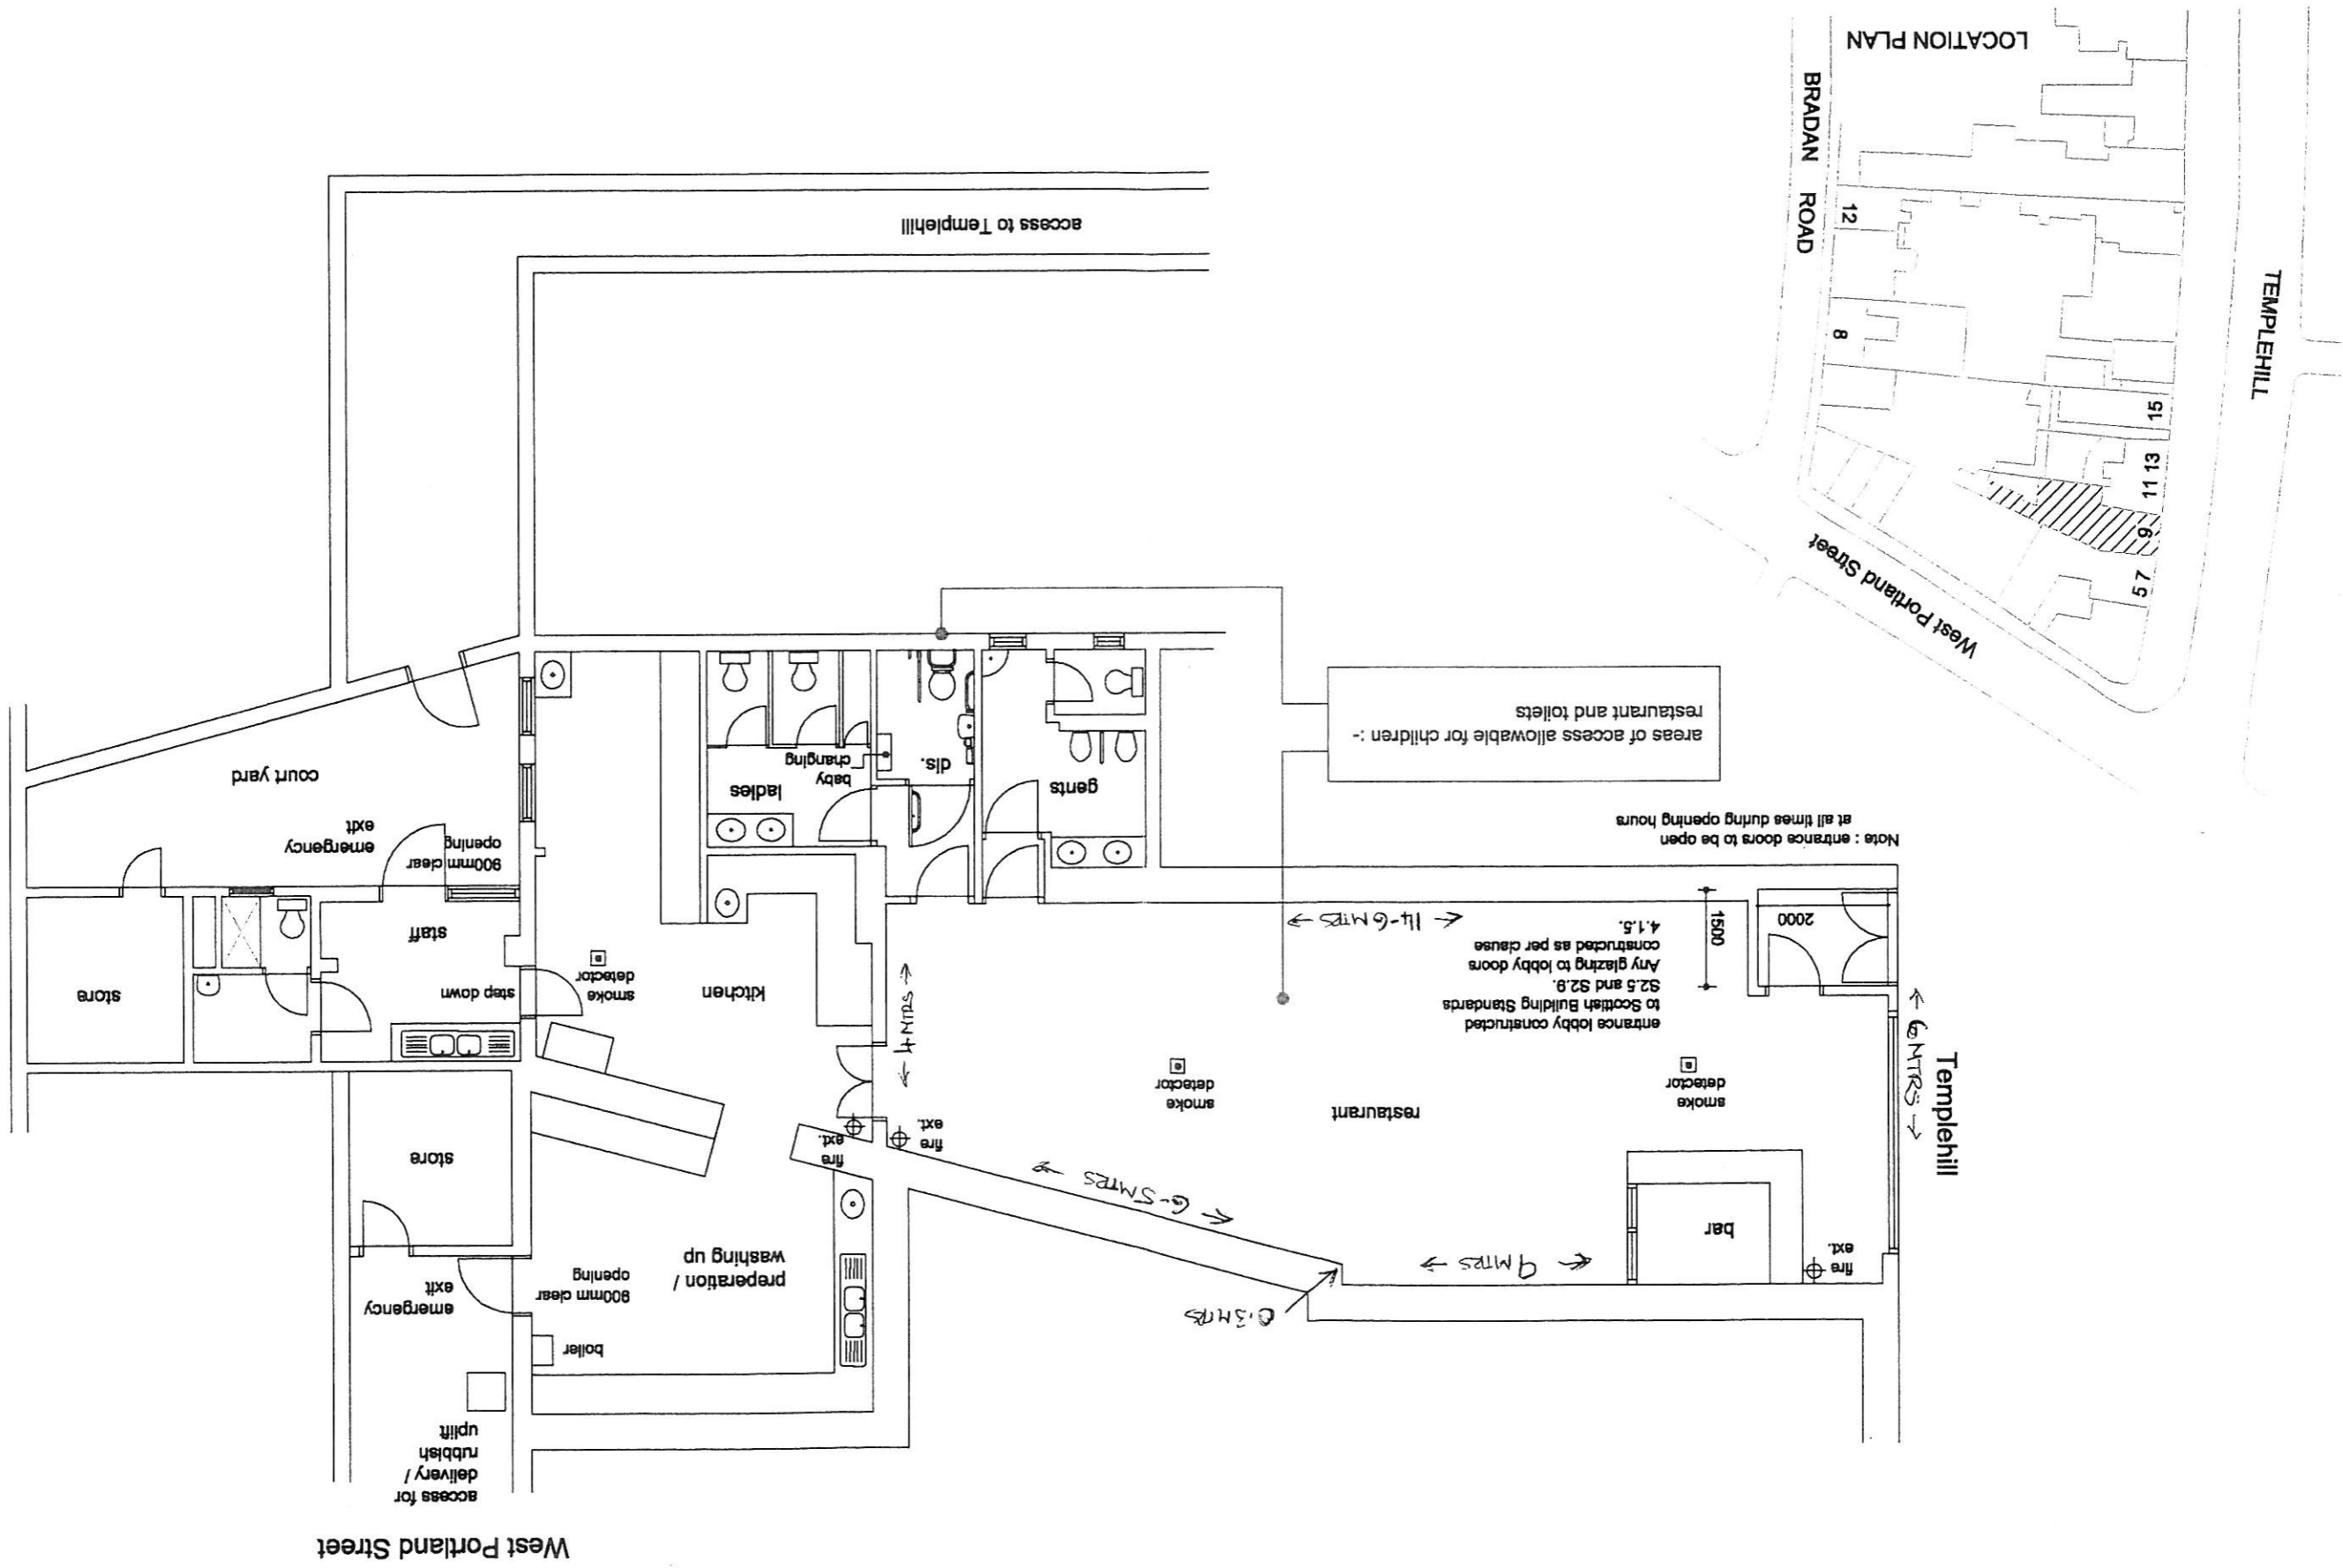 West Portland Street
access for
delivery /
rubbish
uplift
boiler
900mm clear
opening
emergency
exit
preparation /
washing up
store
fire
ext.
bar
0.3 MTRS
9 MTRS
6-5 MTRS
fire
ext.
fire
ext.
Templehill
6 MTRS
restaurant
smoke
detector
smoke
detector
entrance lobby constructed
to Scottish Building Standards
S2.5 and S2.9.
Any glazing to lobby doors
constructed as per clause
4.1.5.
1500
2000
14-6 MTRS
4 MTRS
kitchen
smoke
detector
step down
staff
store
900mm clear
opening
emergency
exit
court yard
Note : entrance doors to be open
at all times during opening hours
gents
dis.
ladies
baby
changing
areas of access allowable for children :-
restaurant and toilets
access to Templehill
LOCATION PLAN
BRADAN ROAD
TEMPLEHILL
West Portland Street
12
8
15
11 13
9
5 7